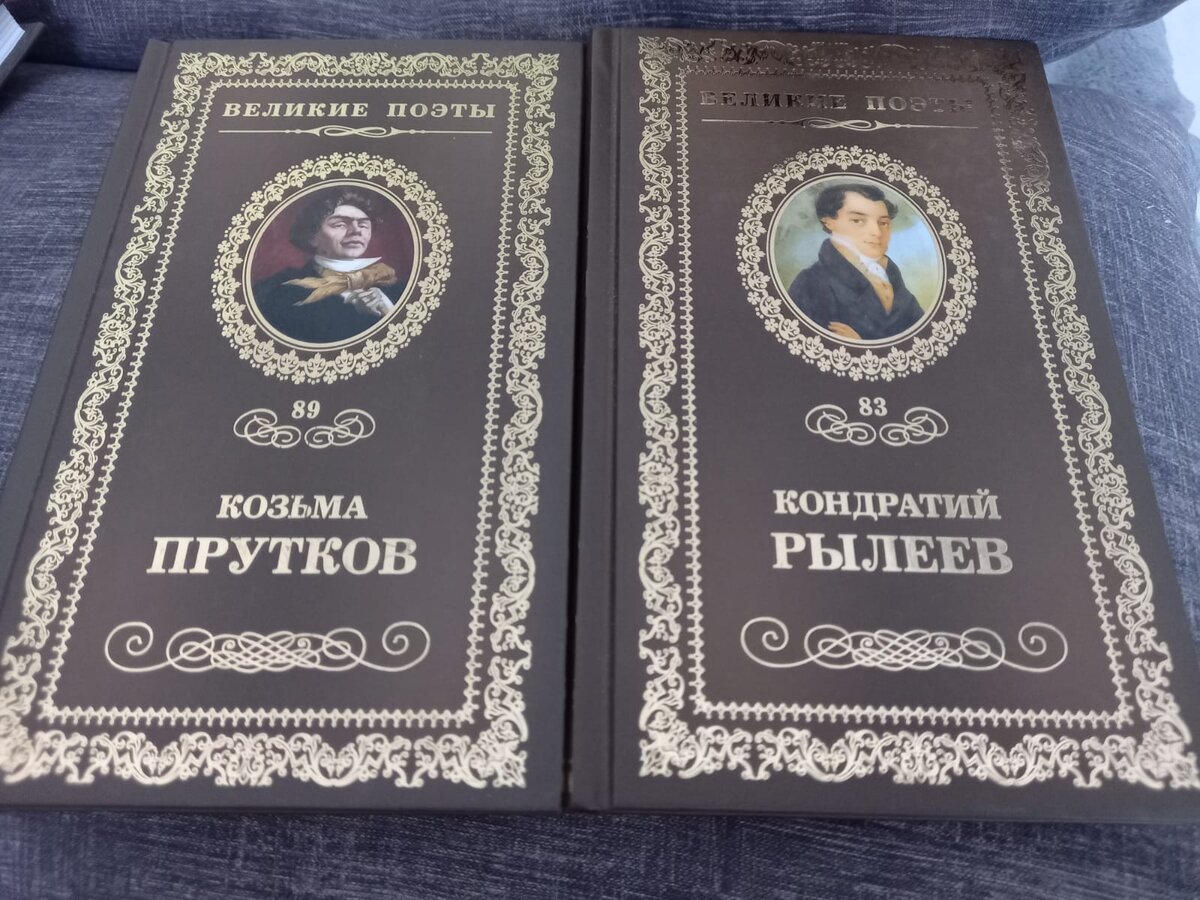 ВЕЛИКИЕ ПОЭТЫ
89
КОЗЬМА
ПРУТКОВ
ВЕЛИКИЕ ПОЭТЫ
83
КОНДРАТИЙ
РЫЛЕЕВ